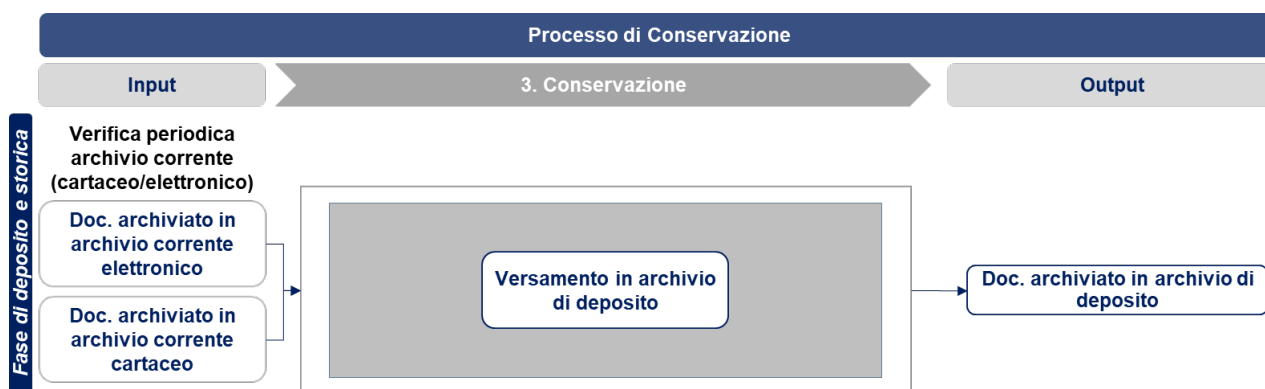 Processo di Conservazione
Input
3. Conservazione
Output
Fase di deposito e storica
Verifica periodica
archivio corrente
(cartaceo/elettronico)
Doc. archiviato in
archivio corrente
elettronico
Doc. archiviato in
archivio corrente
cartaceo
Versamento in archivio
di deposito
Doc. archiviato in archivio di
deposito